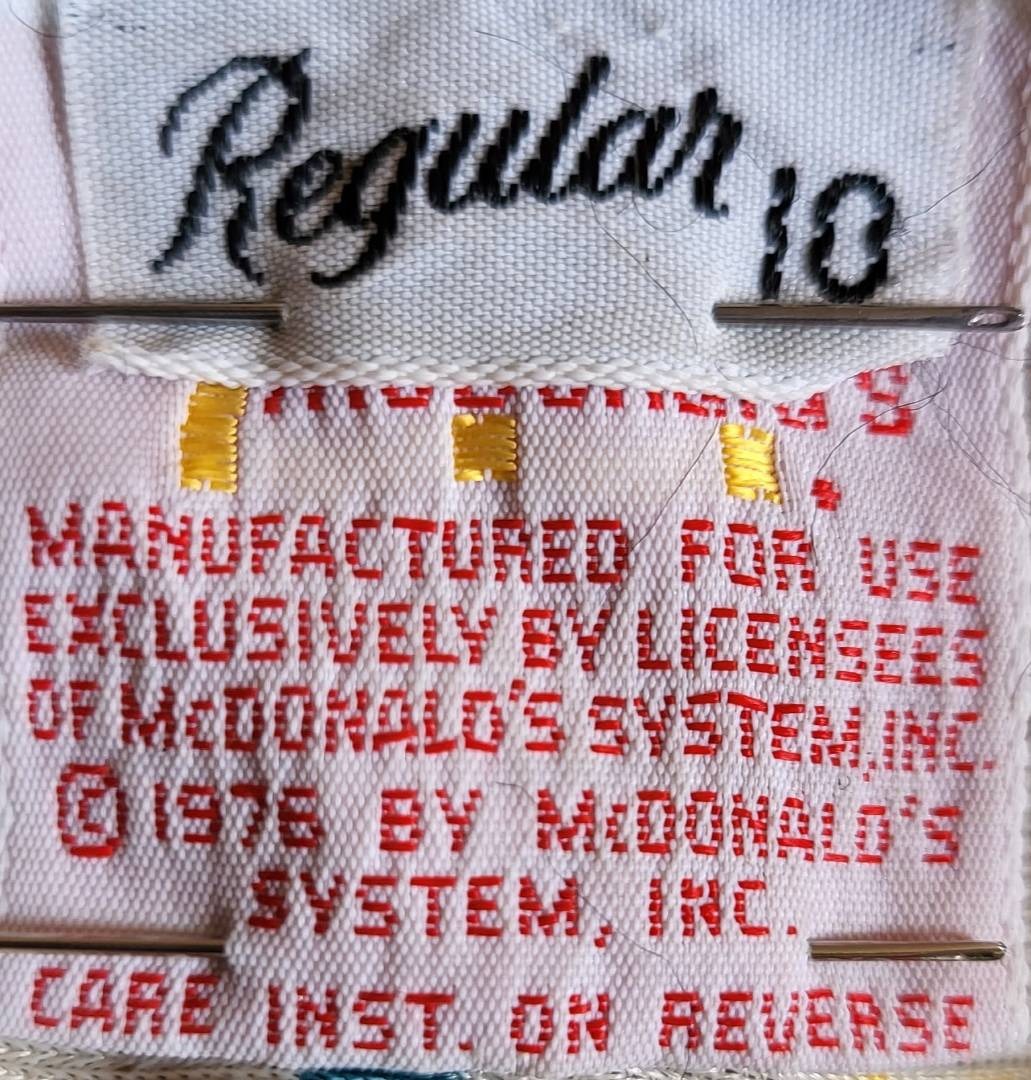 Regular 10
McDonald's
MANUFACTURED FOR USE
EXCLUSIVELY BY LICENSEES
OF McDONALD'S SYSTEM, INC.
© 1976 BY McDONALD'S
SYSTEM, INC.
CARE INST. ON REVERSE